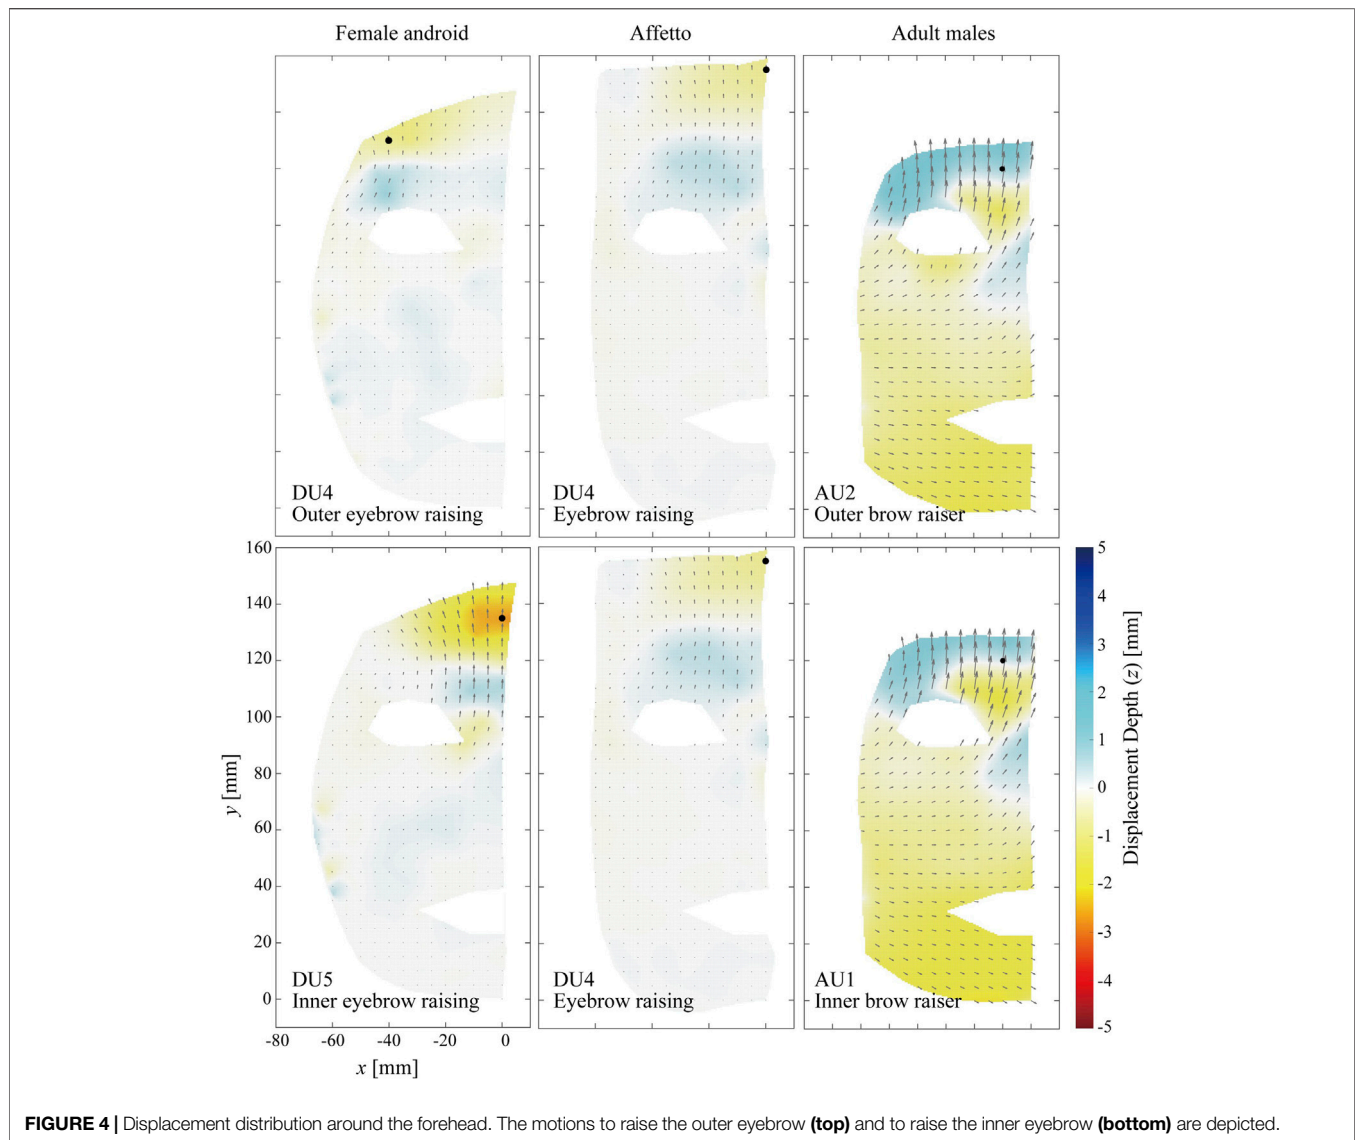 Female android
Affetto
Adult males
DU4
Outer eyebrow raising
DU4
Eyebrow raising
AU2
Outer brow raiser
160
140
120
100
80
60
40
20
0
y [mm]
DU5
Inner eyebrow raising
DU4
Eyebrow raising
AU1
Inner brow raiser
5
4
3
2
1
0
-1
-2
-3
-4
-5
Displacement Depth (z) [mm]
-80 -60 -40 -20 0
x [mm]
FIGURE 4 | Displacement distribution around the forehead. The motions to raise the outer eyebrow (top) and to raise the inner eyebrow (bottom) are depicted.